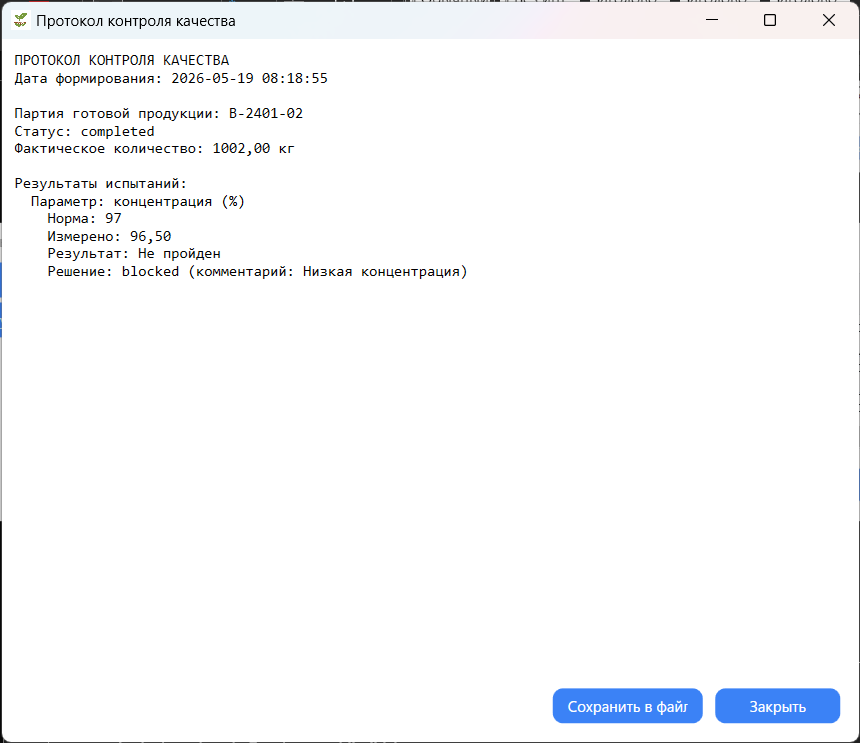 Протокол контроля качества
ПРОТОКОЛ КОНТРОЛЯ КАЧЕСТВА
Дата формирования: 2026-05-19 08:18:55
Партия готовой продукции: B-2401-02
Статус: completed
Фактическое количество: 1002,00 кг
Результаты испытаний:
Параметр: концентрация (%)
Норма: 97
Измерено: 96,50
Результат: Не пройден
Решение: blocked (комментарий: Низкая концентрация)
Сохранить в файл
Закрыть